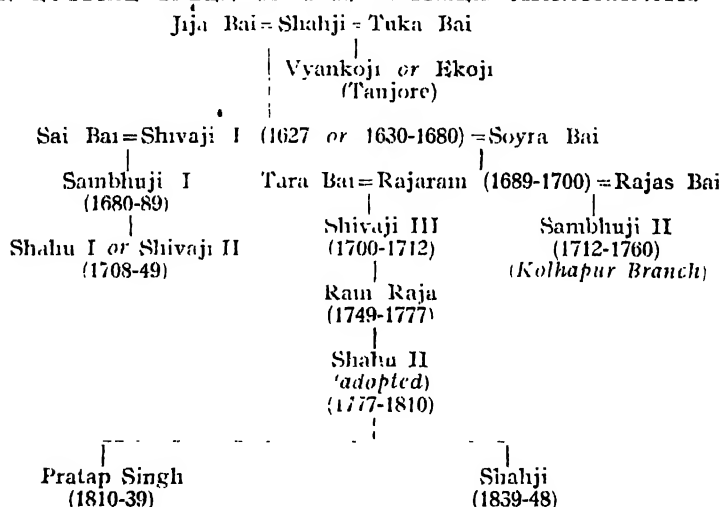 Jija Bai = Shahji = Tuka Bai
Vyankoji or Ekoji
(Tanjore)
Sai Bai = Shivaji I (1627 or 1630-1680) = Soyra Bai
Sambhuji I
(1680-89)
Tara Bai = Rajaram (1689-1700) = Rajas Bai
Shahu I or Shivaji II
(1708-49)
Shivaji III
(1700-1712)
Sambhuji II
(1712-1760)
(Kolhapur Branch)
Ram Raja
(1749-1777)
Shahu II
(adopted)
(1777-1810)
Pratap Singh
(1810-39)
Shahji
(1839-48)